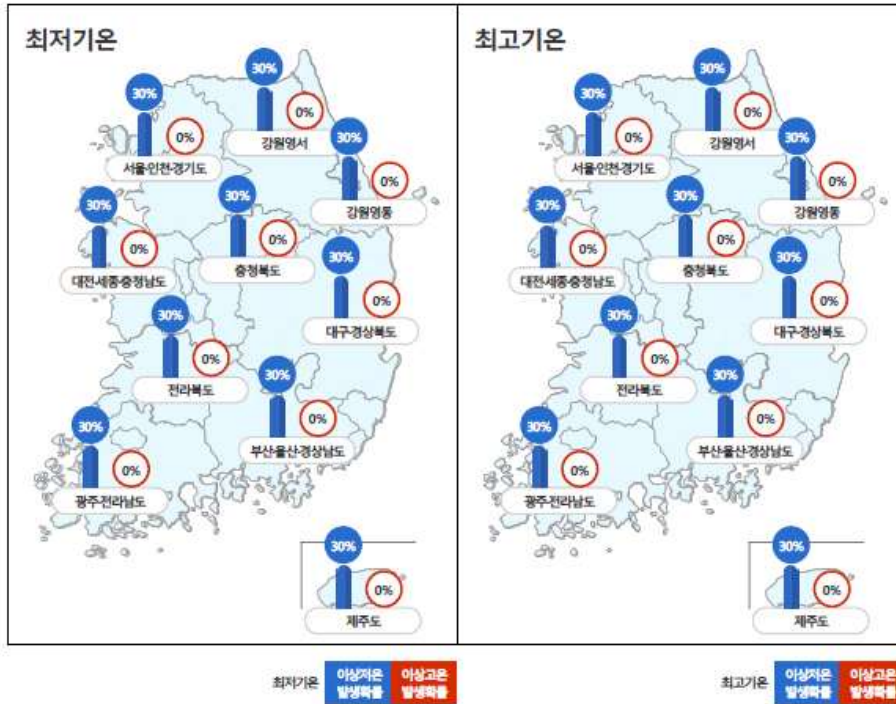 최저기온
30%
30%
0%
0%
강원영서
서울·인천·경기도
30%
0%
강원영동
30%
30%
0%
0%
충청북도
대전·세종·충청남도
30%
0%
대구·경상북도
30%
0%
전라북도
30%
0%
부산·울산·경상남도
30%
0%
광주·전라남도
30%
0%
제주도
최저기온
이상저온
발생확률
이상고온
발생확률
최고기온
30%
30%
0%
0%
강원영서
서울·인천·경기도
30%
0%
강원영동
30%
30%
0%
0%
충청북도
대전·세종·충청남도
30%
0%
대구·경상북도
30%
0%
전라북도
30%
0%
부산·울산·경상남도
30%
0%
광주·전라남도
30%
0%
제주도
최고기온
이상저온
발생확률
이상고온
발생확률